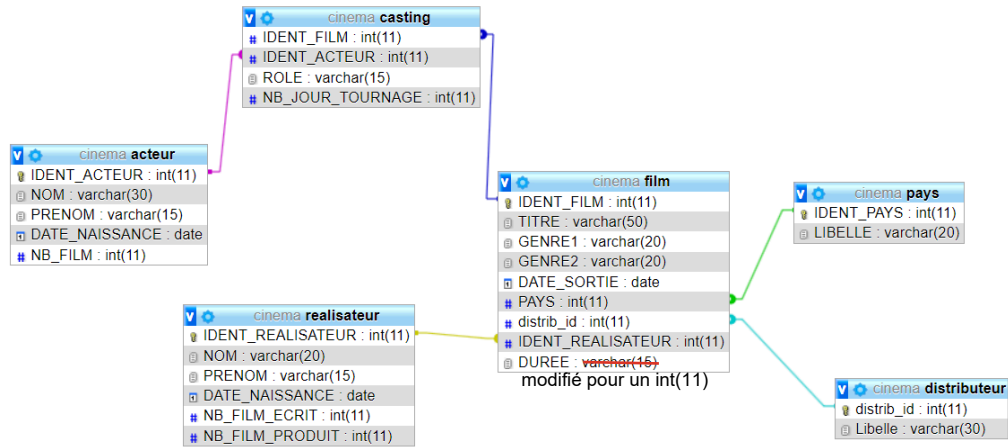 cinema casting
IDENT_FILM : int(11)
IDENT_ACTEUR : int(11)
ROLE : varchar(15)
NB_JOUR_TOURNAGE : int(11)
cinema acteur
IDENT_ACTEUR : int(11)
NOM : varchar(30)
PRENOM : varchar(15)
DATE_NAISSANCE : date
NB_FILM : int(11)
cinema film
IDENT_FILM : int(11)
TITRE : varchar(50)
GENRE1 : varchar(20)
GENRE2 : varchar(20)
DATE_SORTIE : date
PAYS : int(11)
distrib_id : int(11)
IDENT_REALISATEUR : int(11)
DUREE : varchar(15)
modifié pour un int(11)
cinema pays
IDENT_PAYS : int(11)
LIBELLE : varchar(20)
cinema realisateur
IDENT_REALISATEUR : int(11)
NOM : varchar(20)
PRENOM : varchar(15)
DATE_NAISSANCE : date
NB_FILM_ECRIT : int(11)
NB_FILM_PRODUIT : int(11)
cinema distributeur
distrib_id : int(11)
Libelle : varchar(30)